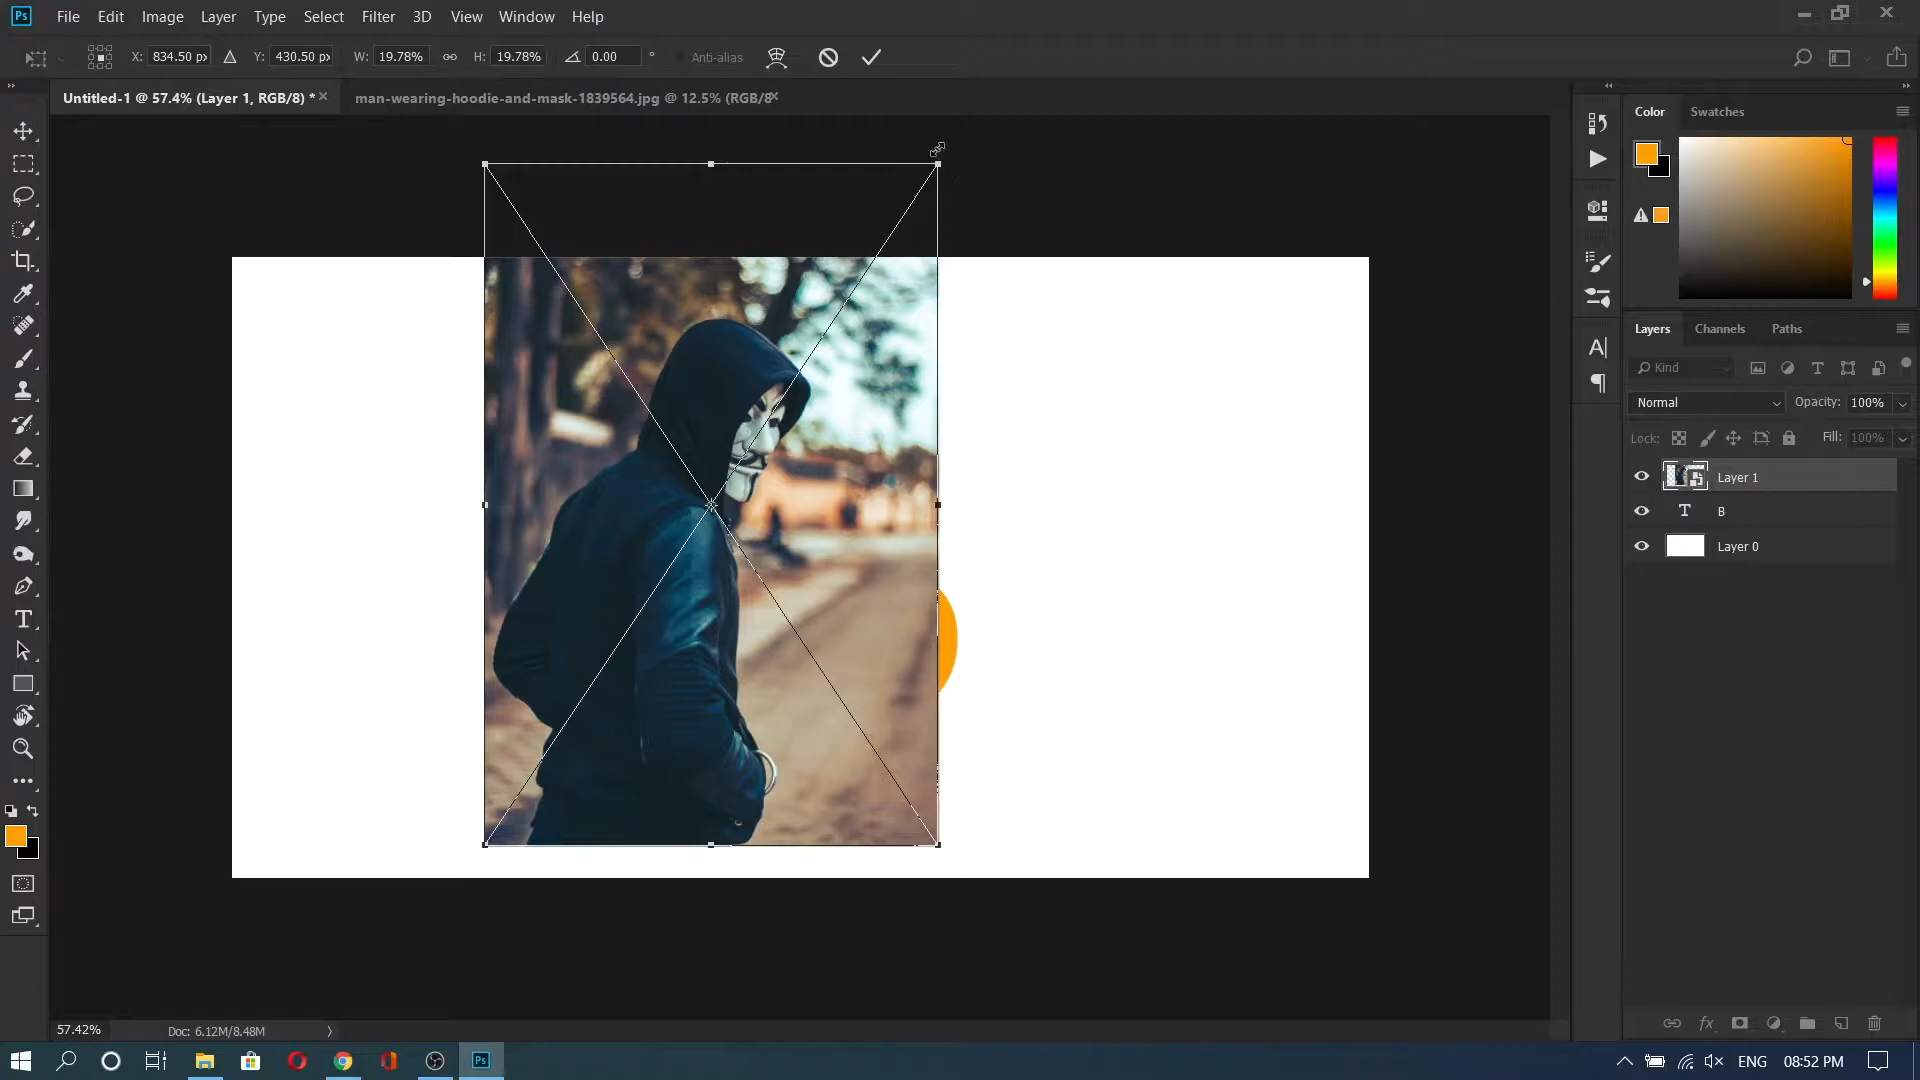 Ps File Edit Image Layer Type Select Filter 3D View Window Help
X: 834.50 px Y: 430.50 px W: 19.78% H: 19.78% 0.00 ° Anti-alias
Untitled-1 @ 57.4% (Layer 1, RGB/8) * × man-wearing-hoodie-and-mask-1839564.jpg @ 12.5% (RGB/8
Color Swatches
Layers Channels Paths
Kind
Normal Opacity: 100%
Lock: Fill: 100%
Layer 1
T B
Layer 0
57.42% Doc: 6.12M/8.48M
fx
Ps ENG 08:52 PM